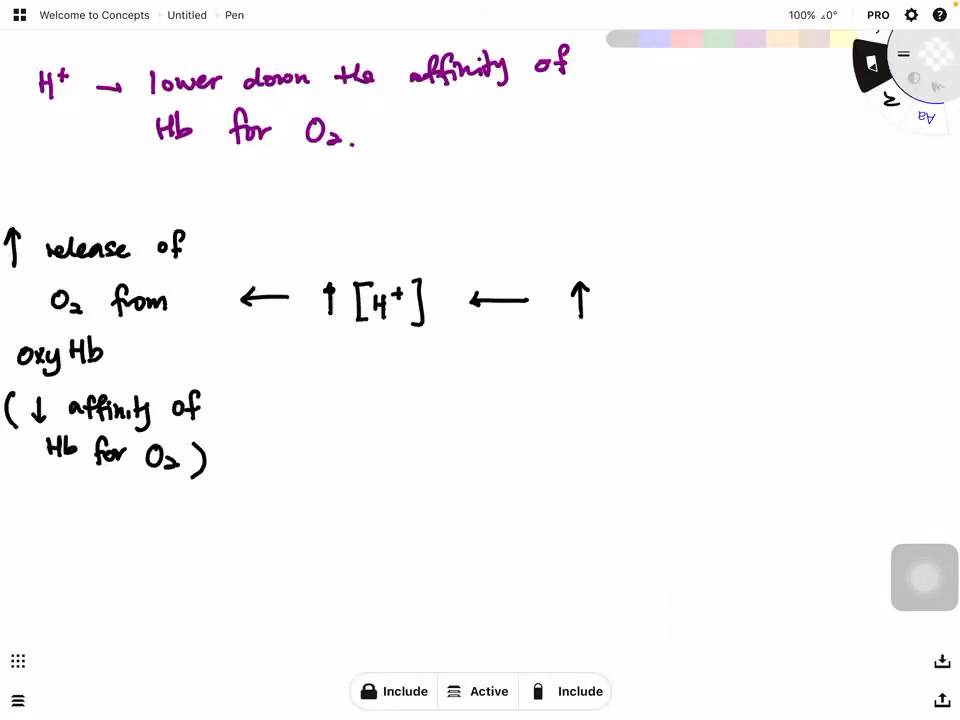 Welcome to Concepts › Untitled › Pen
100% ⊿0° PRO
H⁺ → lower down the affinity of
Hb for O₂.
↑ release of
O₂ from ← ↑ [H⁺] ← ↑
oxy Hb
(↓ affinity of
Hb for O₂)
Aa
Include Active Include